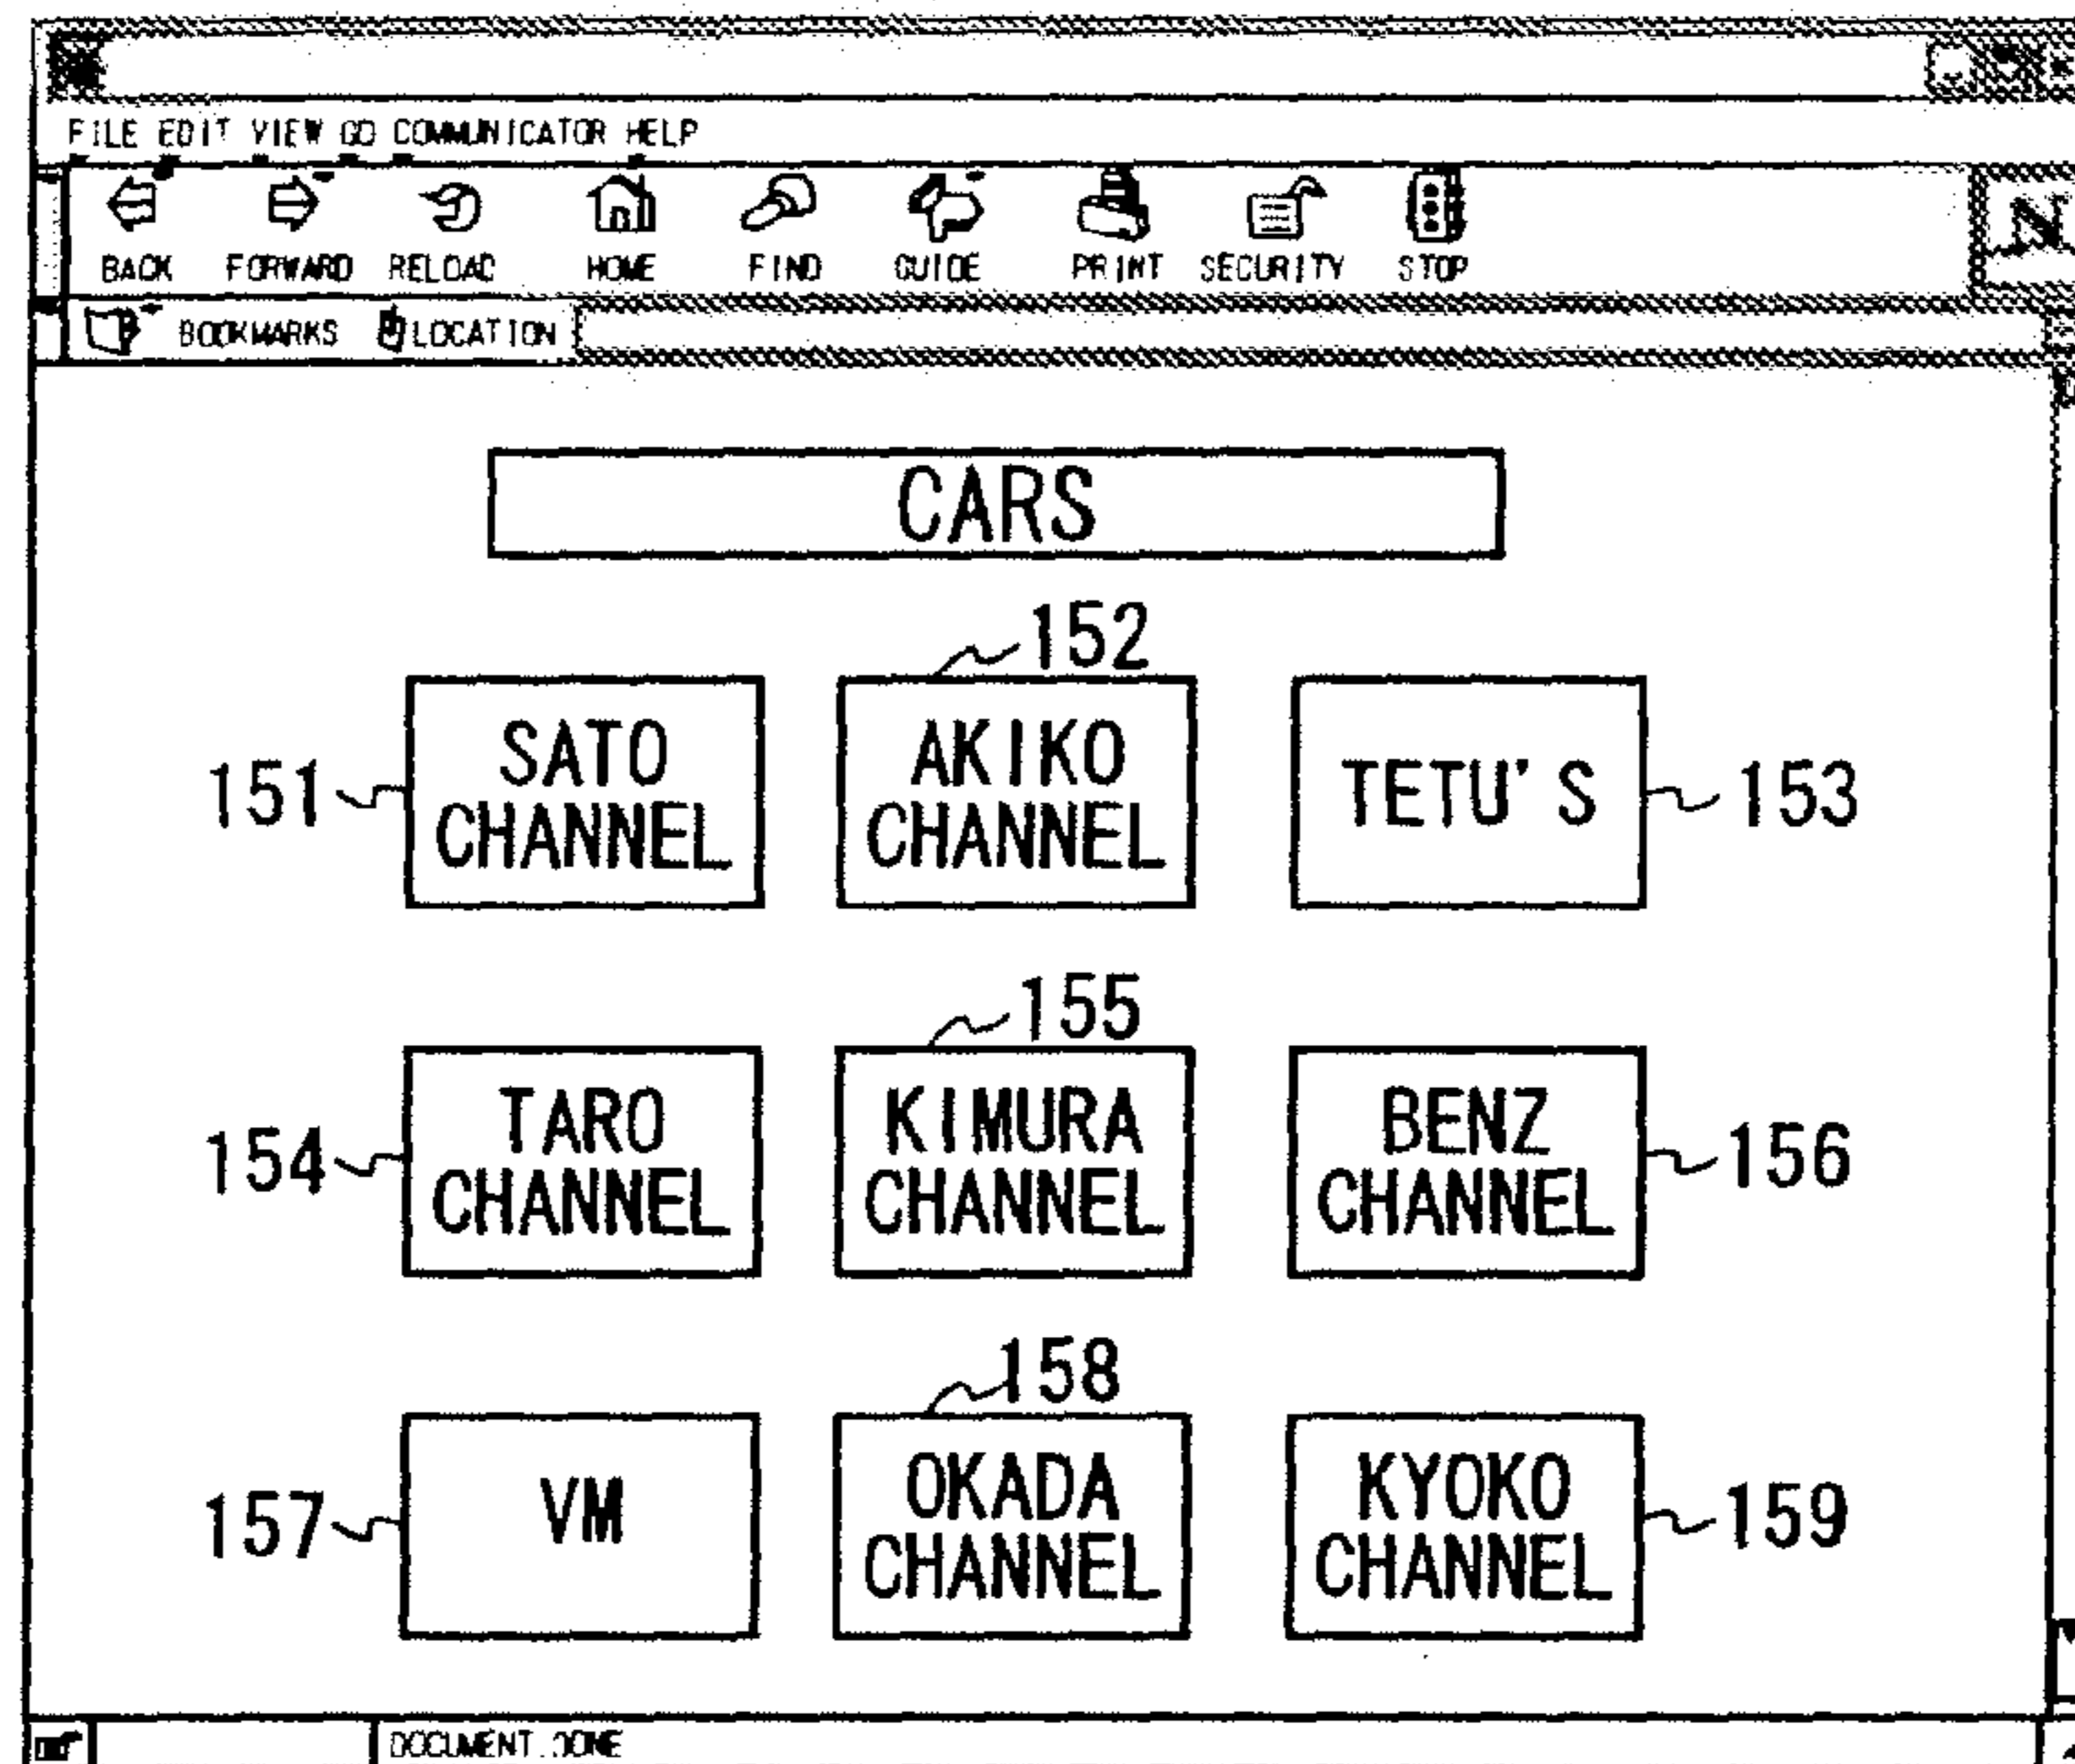 FILE EDIT VIEW GO COMMUNICATOR HELP
BACK FORWARD RELOAD HOME FIND GUIDE PRINT SECURITY STOP
N
BOOKMARKS LOCATION
CARS
152
151 SATO CHANNEL
AKIKO CHANNEL
TETU'S 153
155
154 TARO CHANNEL
KIMURA CHANNEL
BENZ CHANNEL 156
158
157 VM
OKADA CHANNEL
KYOKO CHANNEL 159
DOCUMENT.DONE